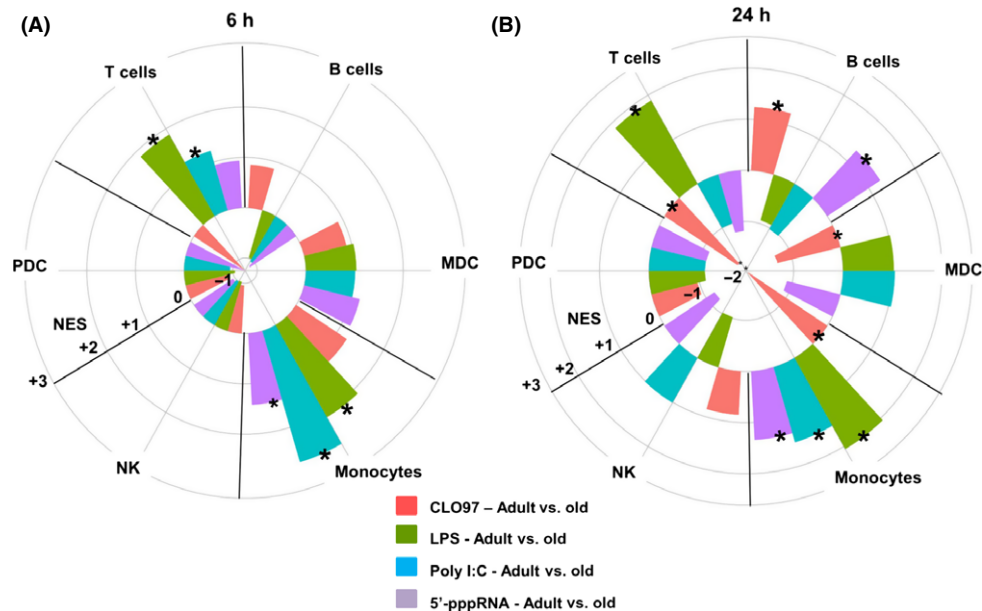 (A)
6 h
T cells
B cells
*
*
PDC
MDC
−1
0
NES
+1
+2
+3
*
*
*
NK
Monocytes
(B)
24 h
T cells
B cells
*
*
*
*
*
PDC
MDC
−2
−1
0
NES
+1
+2
+3
*
*
*
*
NK
Monocytes
CLO97 – Adult vs. old
LPS - Adult vs. old
Poly I:C - Adult vs. old
5’-pppRNA - Adult vs. old